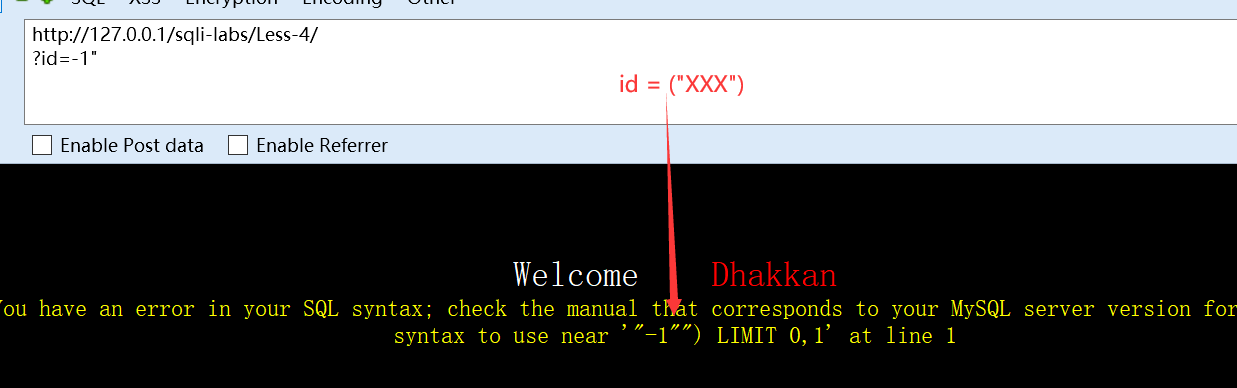 SQL XSS Encryption Encoding Other
http://127.0.0.1/sqli-labs/Less-4/
?id=-1"
id = ("XXX")
Enable Post data Enable Referrer
Welcome Dhakkan
You have an error in your SQL syntax; check the manual that corresponds to your MySQL server version for
syntax to use near '"-1"") LIMIT 0,1' at line 1